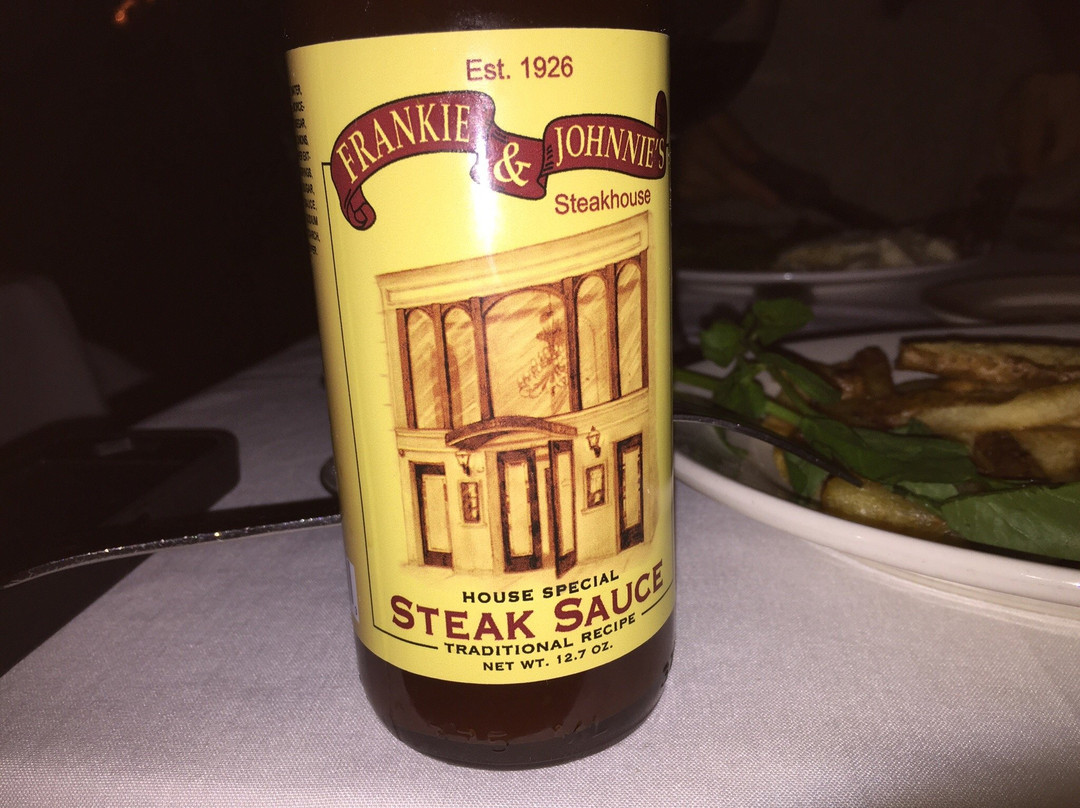 Est. 1926
FRANKIE & JOHNNIE'S
Steakhouse
HOUSE SPECIAL
STEAK SAUCE
TRADITIONAL RECIPE
NET WT. 12.7 OZ.